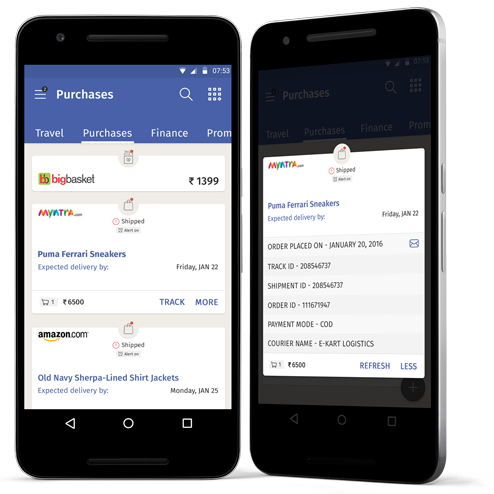 07:53
7
Purchases
Travel Purchases Finance Prom
bb bigbasket ₹ 1399
Myntra.com
Shipped
Alert on
Puma Ferrari Sneakers
Expected delivery by: Friday, JAN 22
1 ₹6500 TRACK MORE
amazon.com
Shipped
Alert on
Old Navy Sherpa-Lined Shirt Jackets
Expected delivery by: Monday, JAN 25
07:53
Purchases
Travel Purchases Finance Prom
Myntra.com
Shipped
Alert on
Puma Ferrari Sneakers
Expected delivery by: Friday, JAN 22
ORDER PLACED ON - JANUARY 20, 2016
TRACK ID - 208546737
SHIPMENT ID - 208546737
ORDER ID - 111671947
PAYMENT MODE - COD
COURIER NAME - E-KART LOGISTICS
1 ₹6500 REFRESH LESS